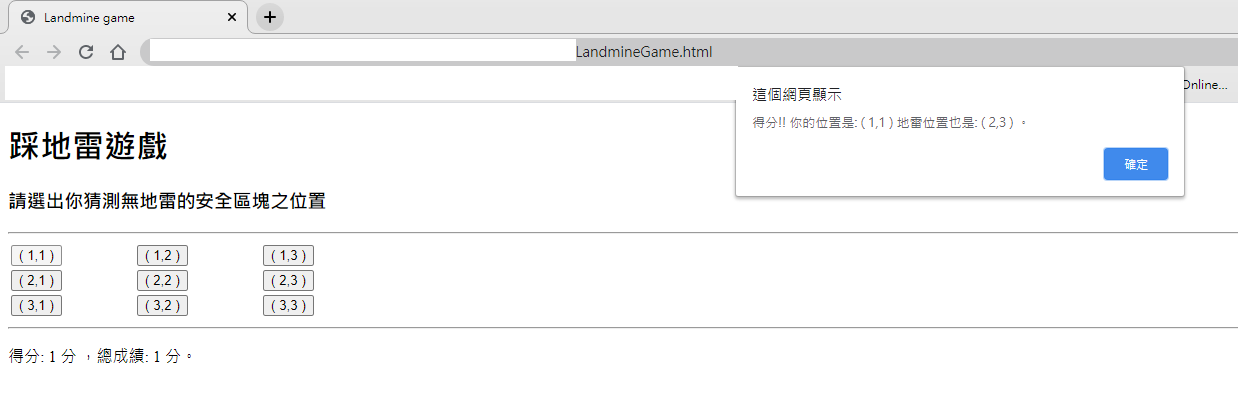 Landmine game
LandmineGame.html
Online...
這個網頁顯示
得分!! 你的位置是: ( 1,1 ) 地雷位置也是: ( 2,3 ) 。
確定
踩地雷遊戲
請選出你猜測無地雷的安全區塊之位置
( 1,1 ) ( 1,2 ) ( 1,3 )
( 2,1 ) ( 2,2 ) ( 2,3 )
( 3,1 ) ( 3,2 ) ( 3,3 )
得分: 1 分 ，總成績: 1 分。